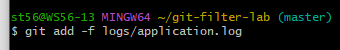 st56@WS56-13 MINGW64 ~/git-filter-lab (master)
$ git add -f logs/application.log